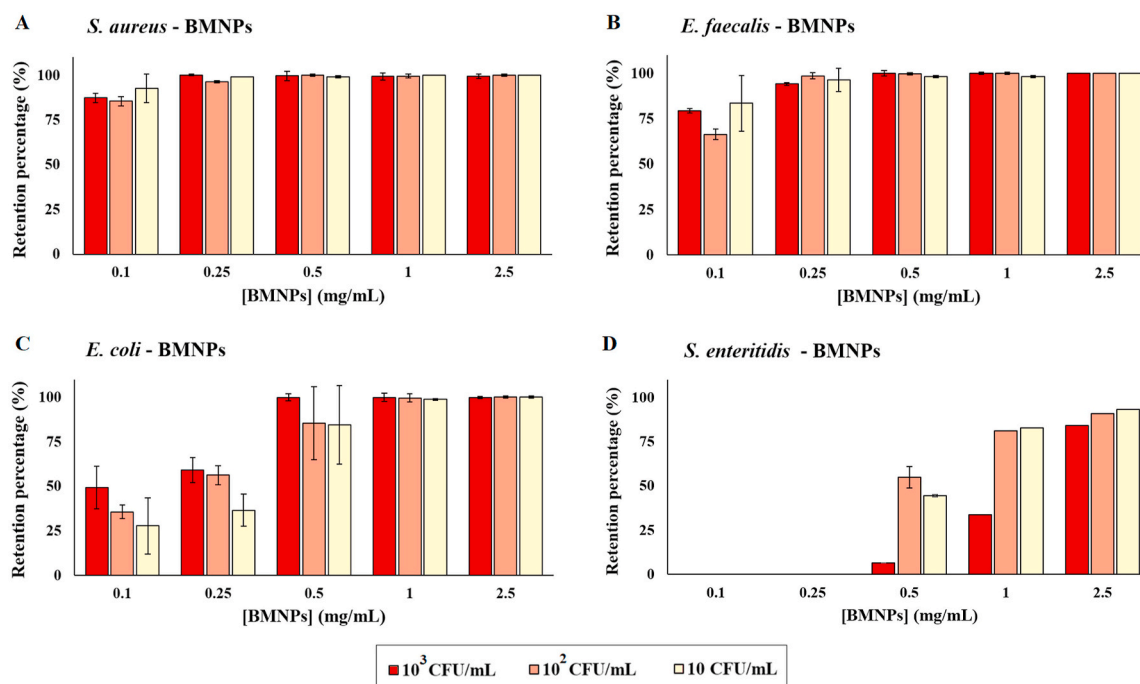 A
S. aureus - BMNPs
Retention percentage (%)
100
75
50
25
0
0.1 0.25 0.5 1 2.5
[BMNPs] (mg/mL)
B
E. faecalis - BMNPs
Retention percentage (%)
100
75
50
25
0
0.1 0.25 0.5 1 2.5
[BMNPs] (mg/mL)
C
E. coli - BMNPs
Retention percentage (%)
100
75
50
25
0
0.1 0.25 0.5 1 2.5
[BMNPs] (mg/mL)
D
S. enteritidis - BMNPs
Retention percentage (%)
100
75
50
25
0
0.1 0.25 0.5 1 2.5
[BMNPs] (mg/mL)
10³ CFU/mL 10² CFU/mL 10 CFU/mL